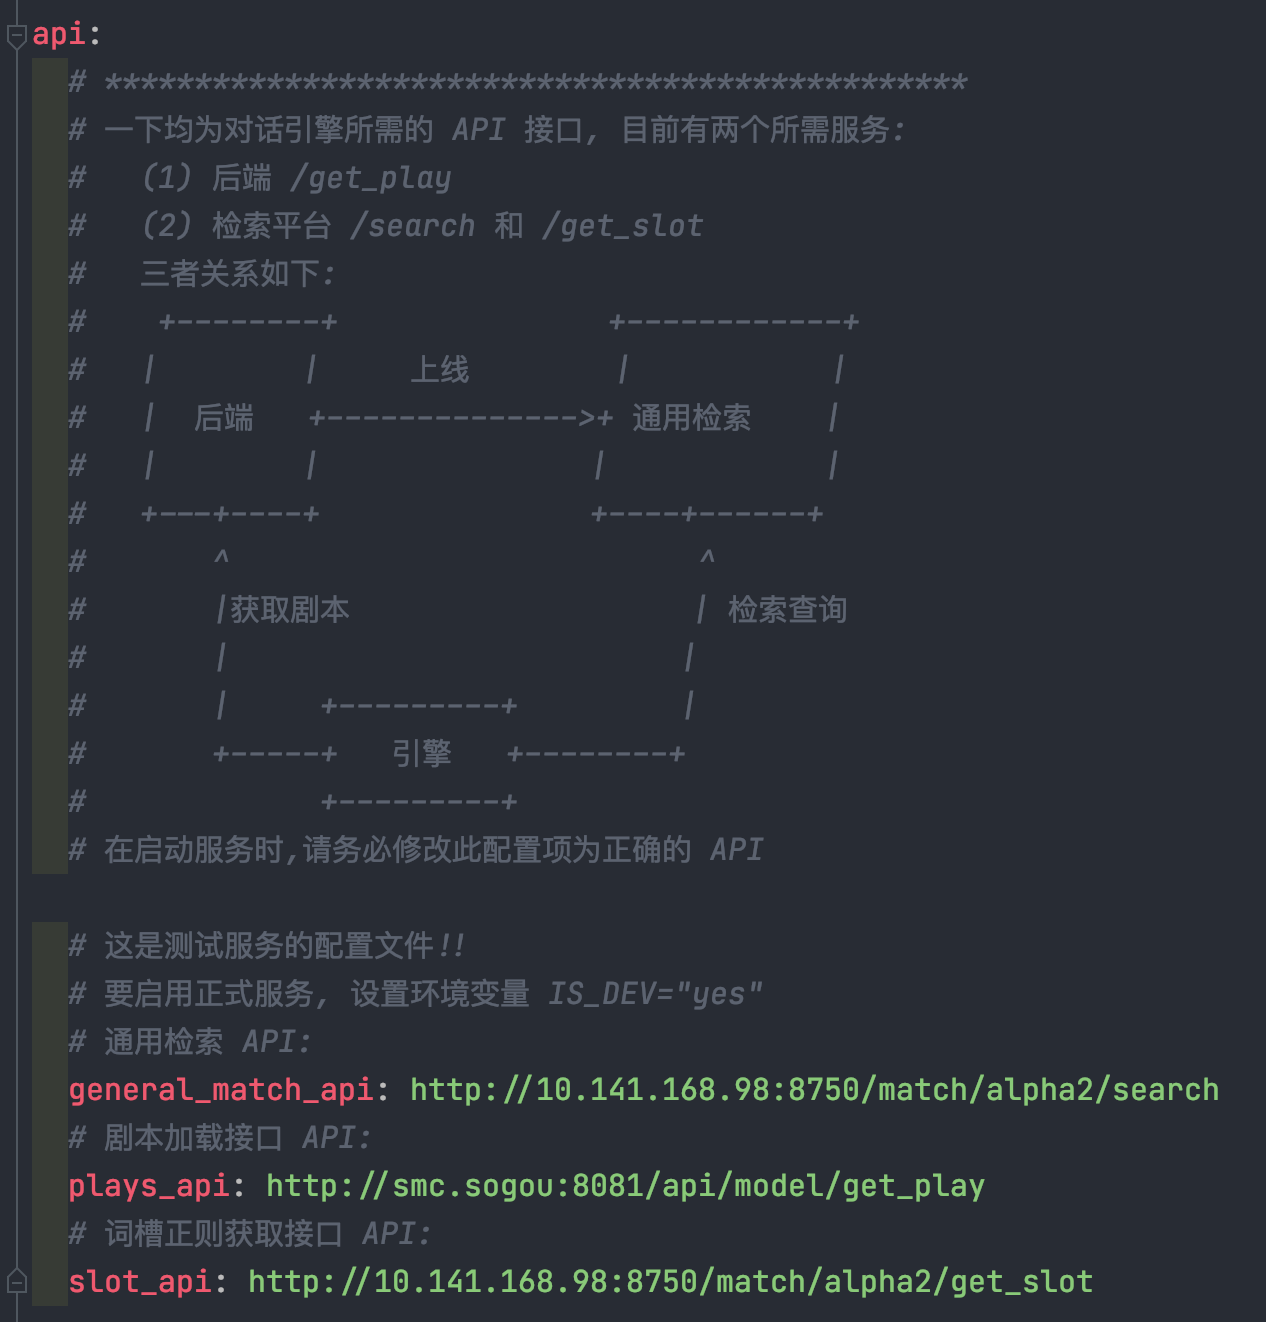 api:
# ************************************************
# 一下均为对话引擎所需的 API 接口, 目前有两个所需服务:
#   (1) 后端 /get_play
#   (2) 检索平台 /search 和 /get_slot
#   三者关系如下:
#    +--------+               +------------+
#   |        |     上线        |           |
#   |  后端   +-------------->+ 通用检索    |
#   |        |               |            |
#   +---+----+               +----+------+
#       ^                          ^
#       |获取剧本                   | 检索查询
#       |                         |
#       |     +---------+         |
#       +-----+   引擎   +--------+
#             +---------+
# 在启动服务时,请务必修改此配置项为正确的 API
# 这是测试服务的配置文件!!
# 要启用正式服务, 设置环境变量 IS_DEV="yes"
# 通用检索 API:
general_match_api: http://10.141.168.98:8750/match/alpha2/search
# 剧本加载接口 API:
plays_api: http://smc.sogou:8081/api/model/get_play
# 词槽正则获取接口 API:
slot_api: http://10.141.168.98:8750/match/alpha2/get_slot